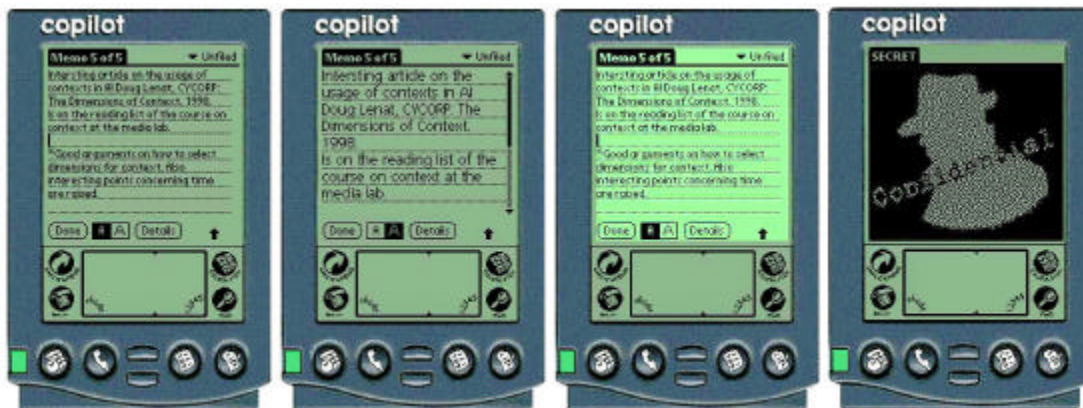 copilot
Memo 5 of 5
Unfiled
Intersting article on the usage of
contexts in AI Doug Lenat, CYCORP.
The Dimensions of Context, 1998.
Is on the reading list of the course on
context at the media lab.
"Good arguments on how to select
dimensions for context. Also
interesting points concerning time
are raised.
Done
A
A
Details
copilot
Memo 5 of 5
Unfiled
Intersting article on the
usage of contexts in AI
Doug Lenat, CYCORP. The
Dimensions of Context,
1998
Is on the reading list of the
course on context at the
media lab.
Done
A
A
Details
copilot
Memo 5 of 5
Unfiled
Intersting article on the usage of
contexts in AI Doug Lenat, CYCORP.
The Dimensions of Context, 1998.
Is on the reading list of the course on
context at the media lab.
"Good arguments on how to select
dimensions for context. Also
interesting points concerning time
are raised.
Done
A
A
Details
copilot
SECRET
Confidential